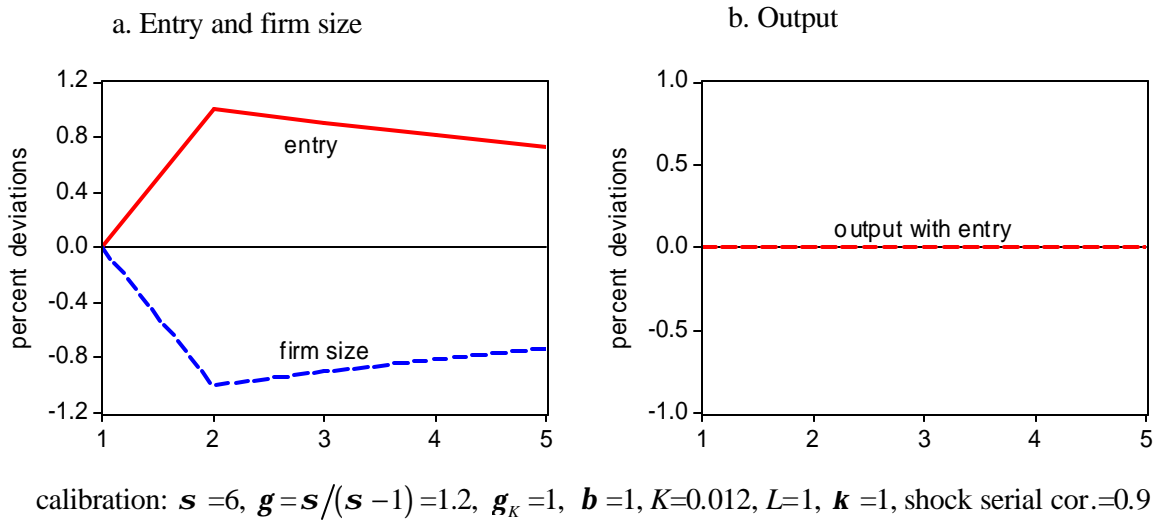 a. Entry and firm size
b. Output
percent deviations
1.2
0.8
0.4
0.0
-0.4
-0.8
-1.2
entry
firm size
1 2 3 4 5
percent deviations
1.0
0.5
0.0
-0.5
-1.0
output with entry
1 2 3 4 5
calibration: s =6, g = s/(s −1) =1.2, g_K =1, b =1, K=0.012, L=1, k =1, shock serial cor.=0.9